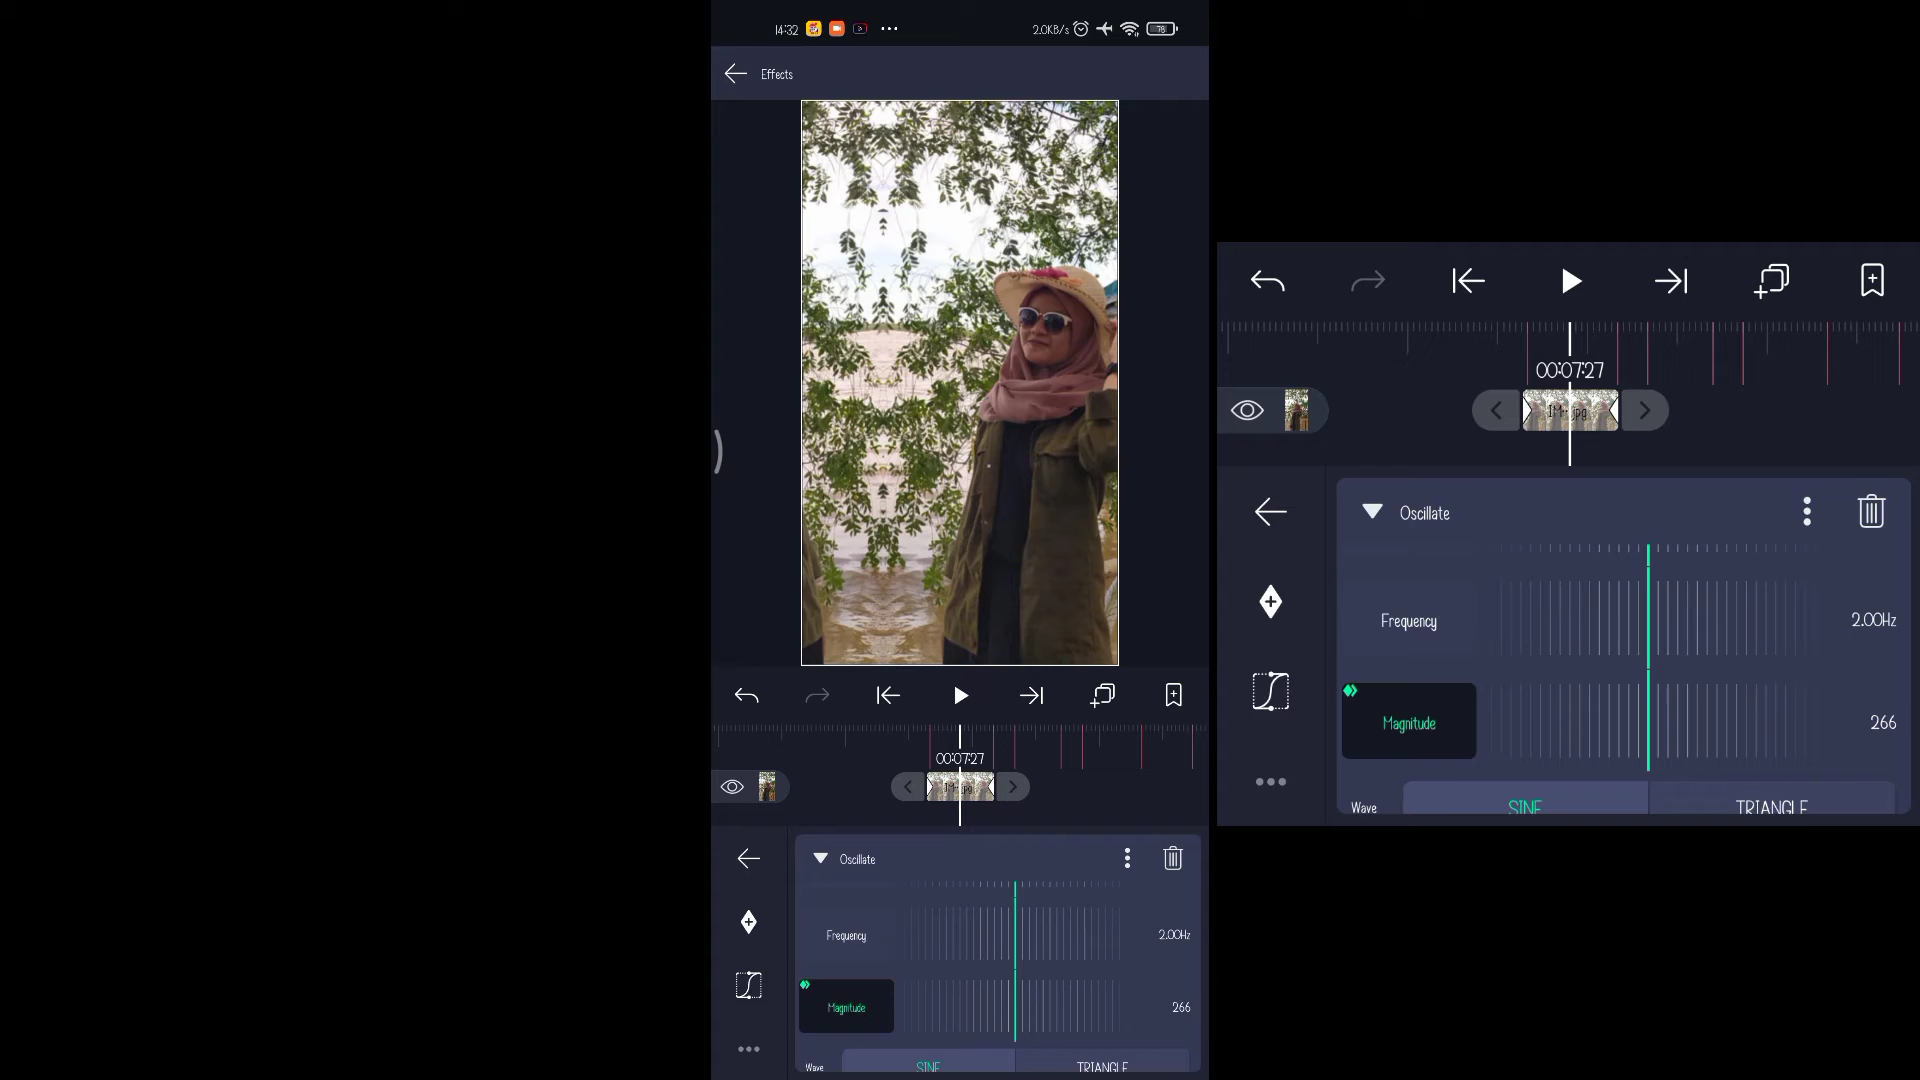 14:32
2.0KB/s
78
Effects
00:07:27
Oscillate
Frequency
2.00Hz
Magnitude
266
Wave
SINE
TRIANGLE
00:07:27
Oscillate
Frequency
2.00Hz
Magnitude
266
Wave
SINE
TRIANGLE